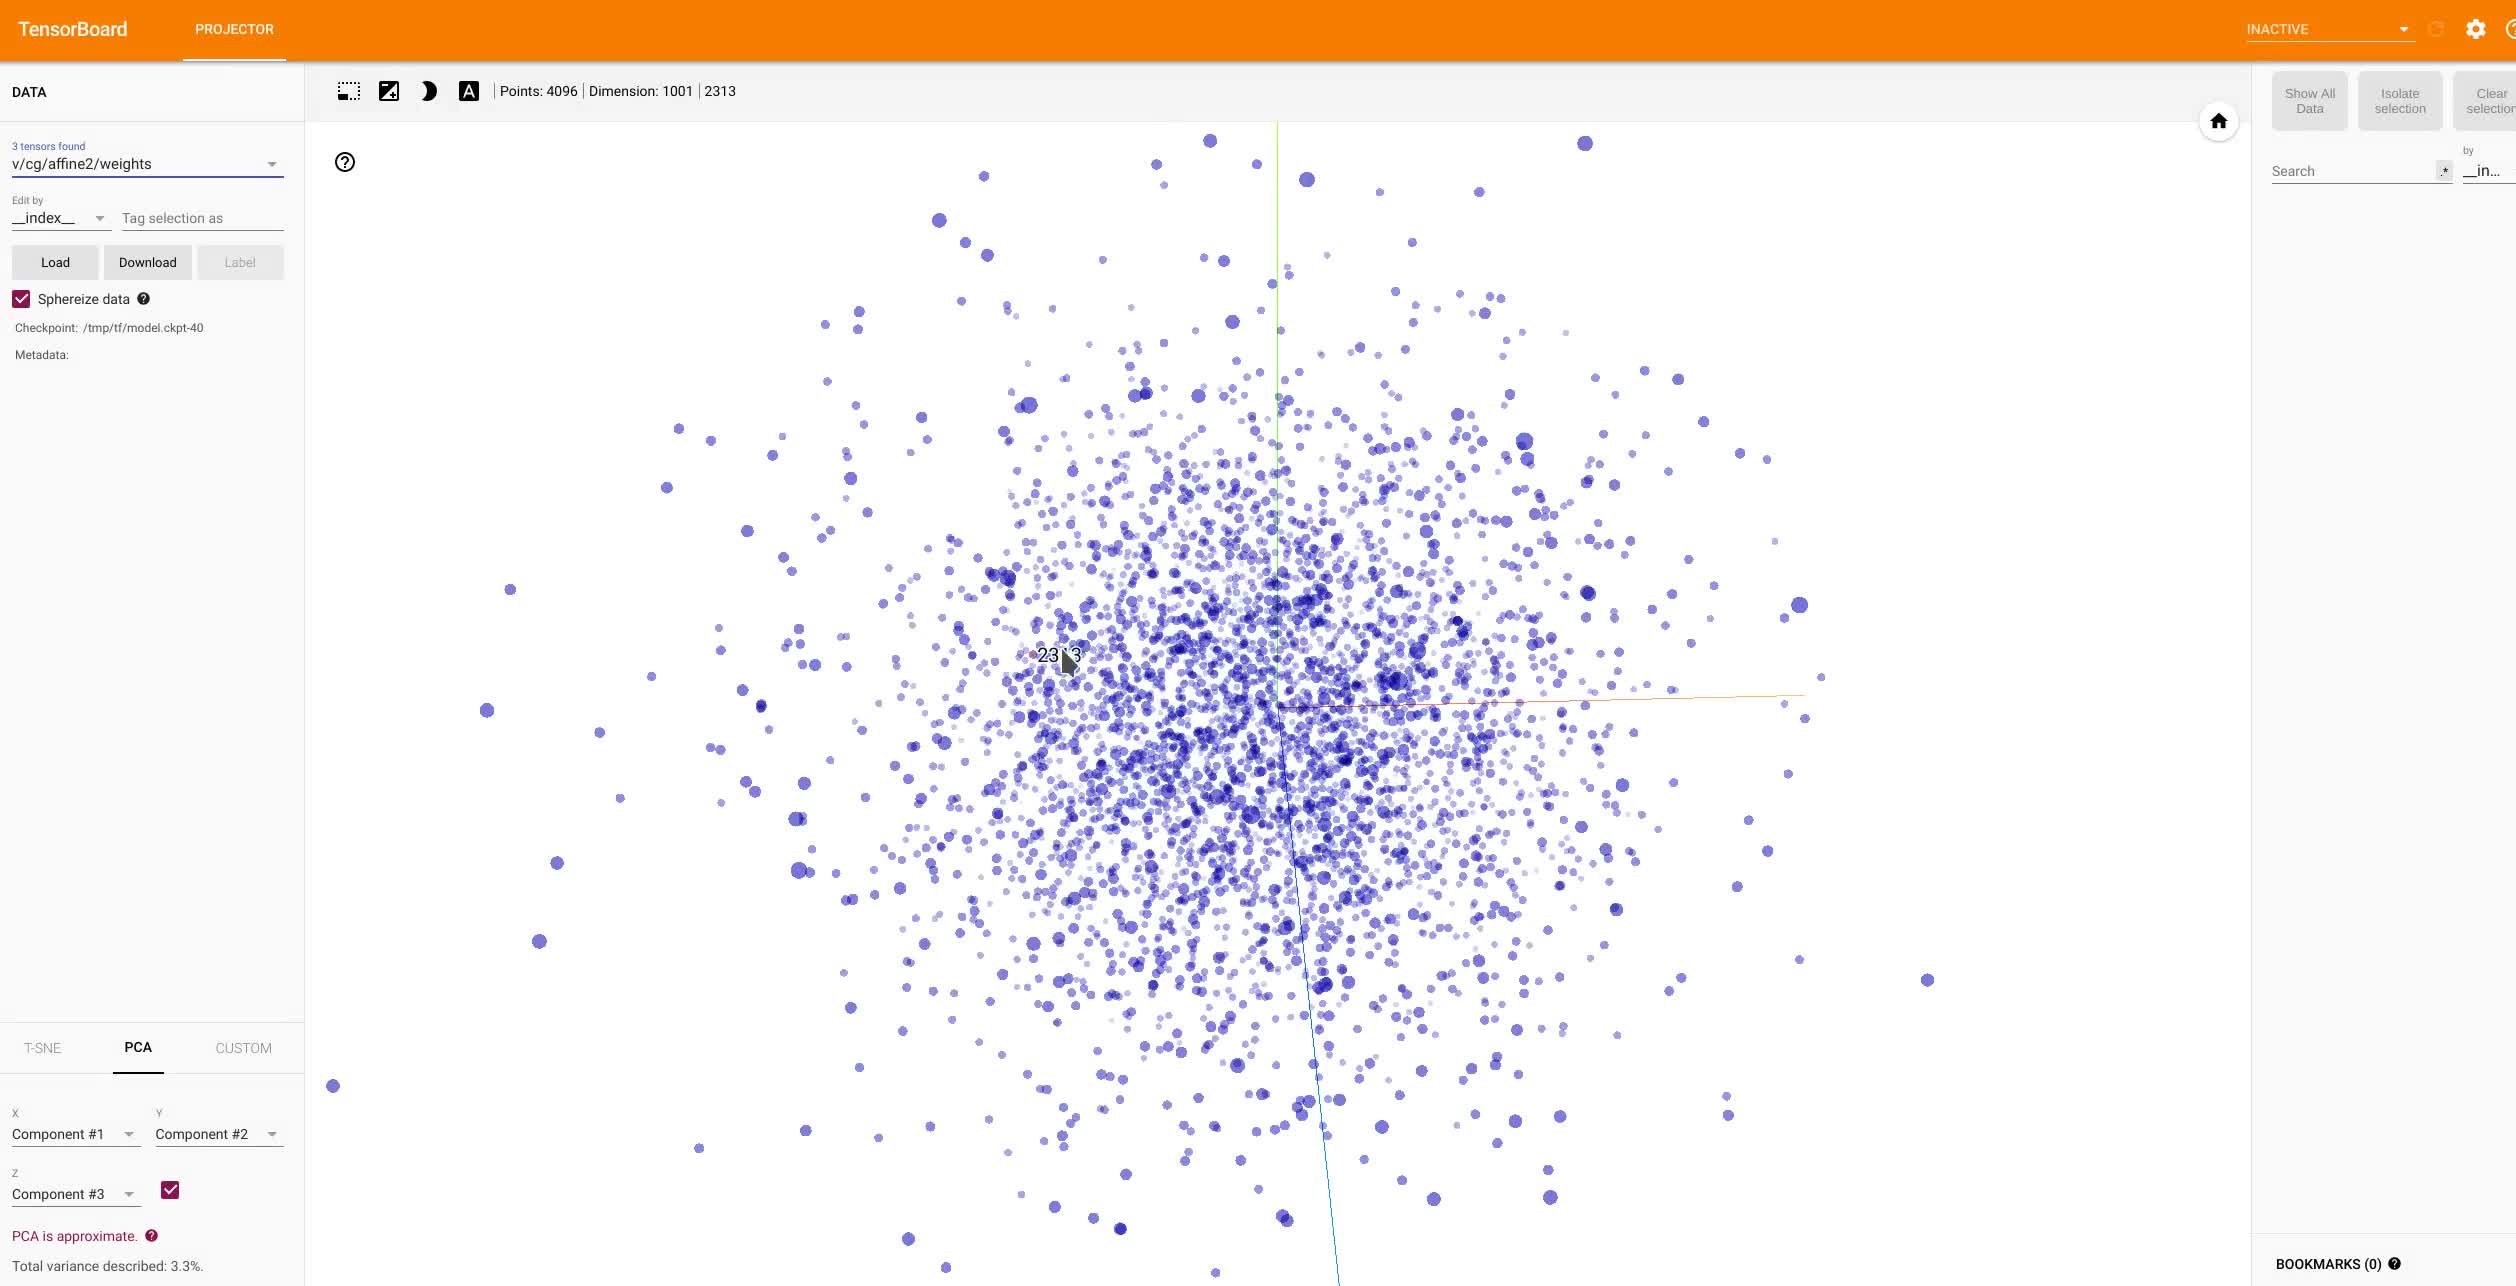 TensorBoard
PROJECTOR
INACTIVE
DATA
Points: 4096 | Dimension: 1001 | 2313
3 tensors found
v/cg/affine2/weights
Edit by
__index__
Tag selection as
Load
Download
Label
Sphereize data
Checkpoint: /tmp/tf/model.ckpt-40
Metadata:
T-SNE
PCA
CUSTOM
X
Y
Component #1
Component #2
Z
Component #3
PCA is approximate.
Total variance described: 3.3%.
Show All
Data
Isolate
selection
Clear
selection
Search
.*
by
__in...
BOOKMARKS (0)